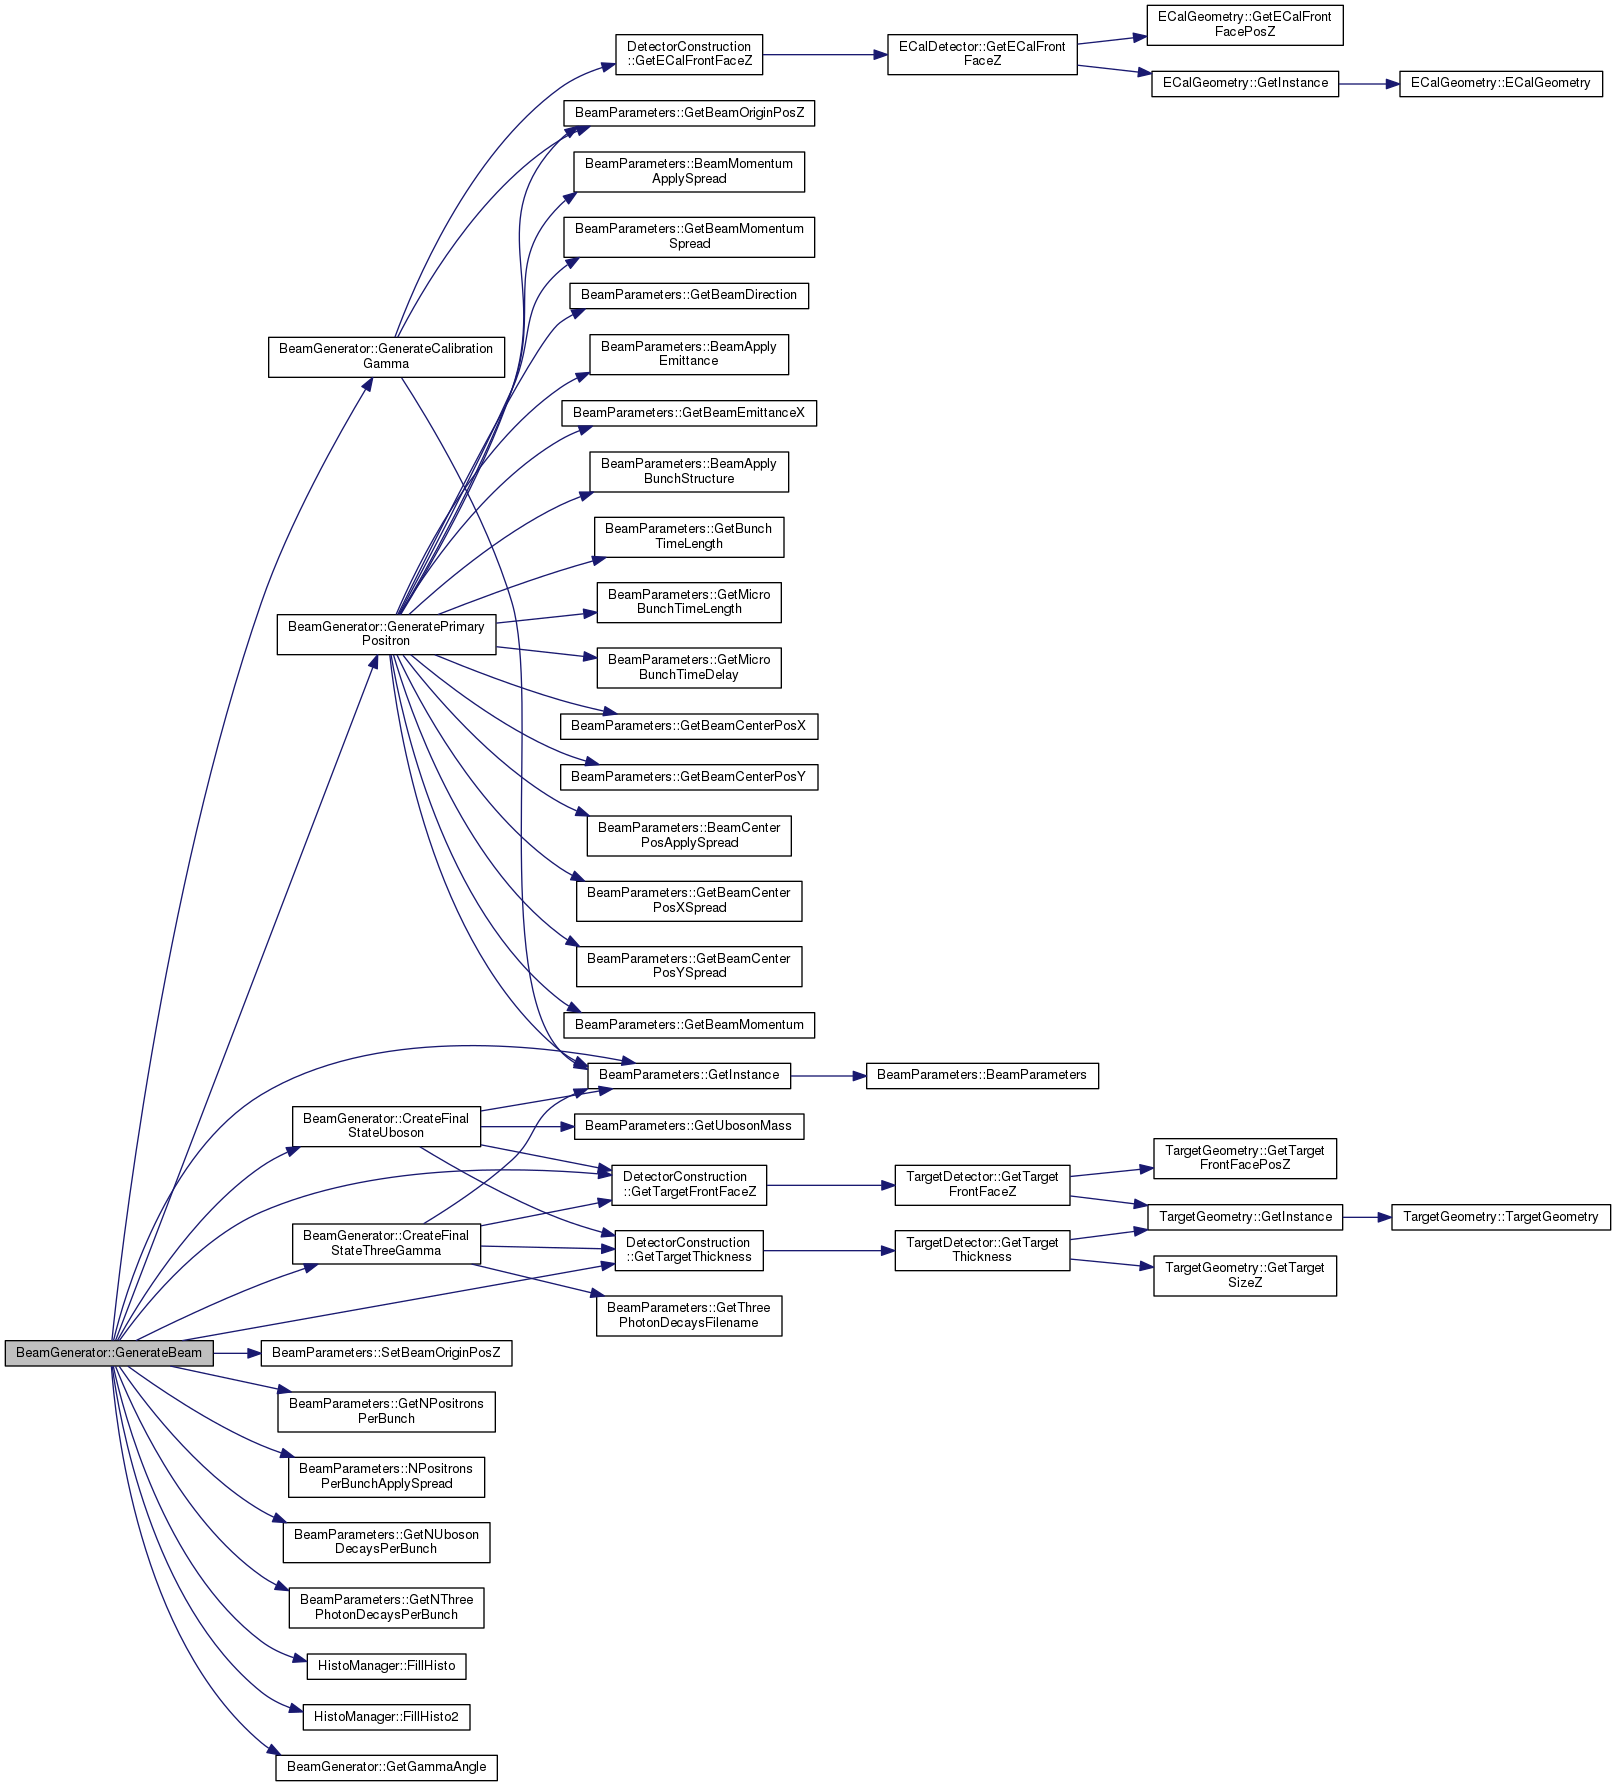 ECalGeometry::GetECalFront
FacePosZ
DetectorConstruction
::GetECalFrontFaceZ
ECalDetector::GetECalFront
FaceZ
ECalGeometry::GetInstance
ECalGeometry::ECalGeometry
BeamParameters::GetBeamOriginPosZ
BeamParameters::BeamMomentum
ApplySpread
BeamParameters::GetBeamMomentum
Spread
BeamParameters::GetBeamDirection
BeamGenerator::GenerateCalibration
Gamma
BeamParameters::BeamApply
Emittance
BeamParameters::GetBeamEmittanceX
BeamParameters::BeamApply
BunchStructure
BeamParameters::GetBunch
TimeLength
BeamParameters::GetMicro
BunchTimeLength
BeamGenerator::GeneratePrimary
Positron
BeamParameters::GetMicro
BunchTimeDelay
BeamParameters::GetBeamCenterPosX
BeamParameters::GetBeamCenterPosY
BeamParameters::BeamCenter
PosApplySpread
BeamParameters::GetBeamCenter
PosXSpread
BeamParameters::GetBeamCenter
PosYSpread
BeamParameters::GetBeamMomentum
BeamParameters::GetInstance
BeamParameters::BeamParameters
BeamGenerator::CreateFinal
StateUboson
BeamParameters::GetUbosonMass
DetectorConstruction
::GetTargetFrontFaceZ
TargetDetector::GetTarget
FrontFaceZ
TargetGeometry::GetTarget
FrontFacePosZ
TargetGeometry::GetInstance
TargetGeometry::TargetGeometry
BeamGenerator::CreateFinal
StateThreeGamma
DetectorConstruction
::GetTargetThickness
TargetDetector::GetTarget
Thickness
TargetGeometry::GetTarget
SizeZ
BeamParameters::GetThree
PhotonDecaysFilename
BeamGenerator::GenerateBeam
BeamParameters::SetBeamOriginPosZ
BeamParameters::GetNPositrons
PerBunch
BeamParameters::NPositrons
PerBunchApplySpread
BeamParameters::GetNUboson
DecaysPerBunch
BeamParameters::GetNThree
PhotonDecaysPerBunch
HistoManager::FillHisto
HistoManager::FillHisto2
BeamGenerator::GetGammaAngle